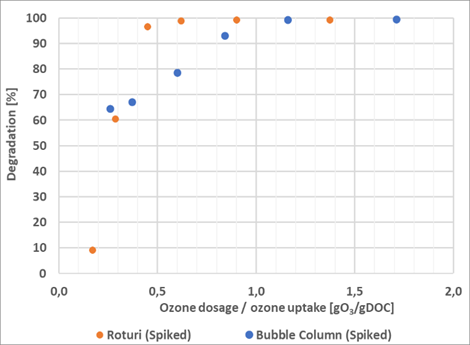 Degradation [%]
100
90
80
70
60
50
40
30
20
10
0
0,0 0,5 1,0 1,5 2,0
Ozone dosage / ozone uptake [gO₃/gDOC]
Roturi (Spiked) Bubble Column (Spiked)